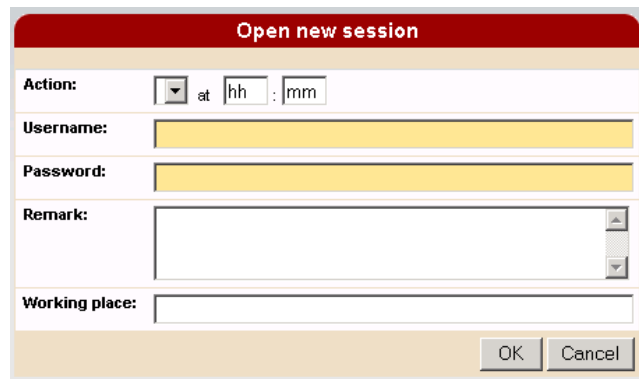 Open new session
Action: at hh : mm
Username:
Password:
Remark:
Working place:
OK Cancel